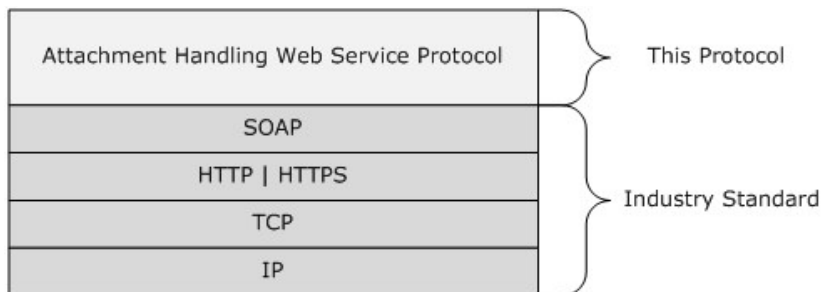 Attachment Handling Web Service Protocol
This Protocol
SOAP
HTTP | HTTPS
Industry Standard
TCP
IP